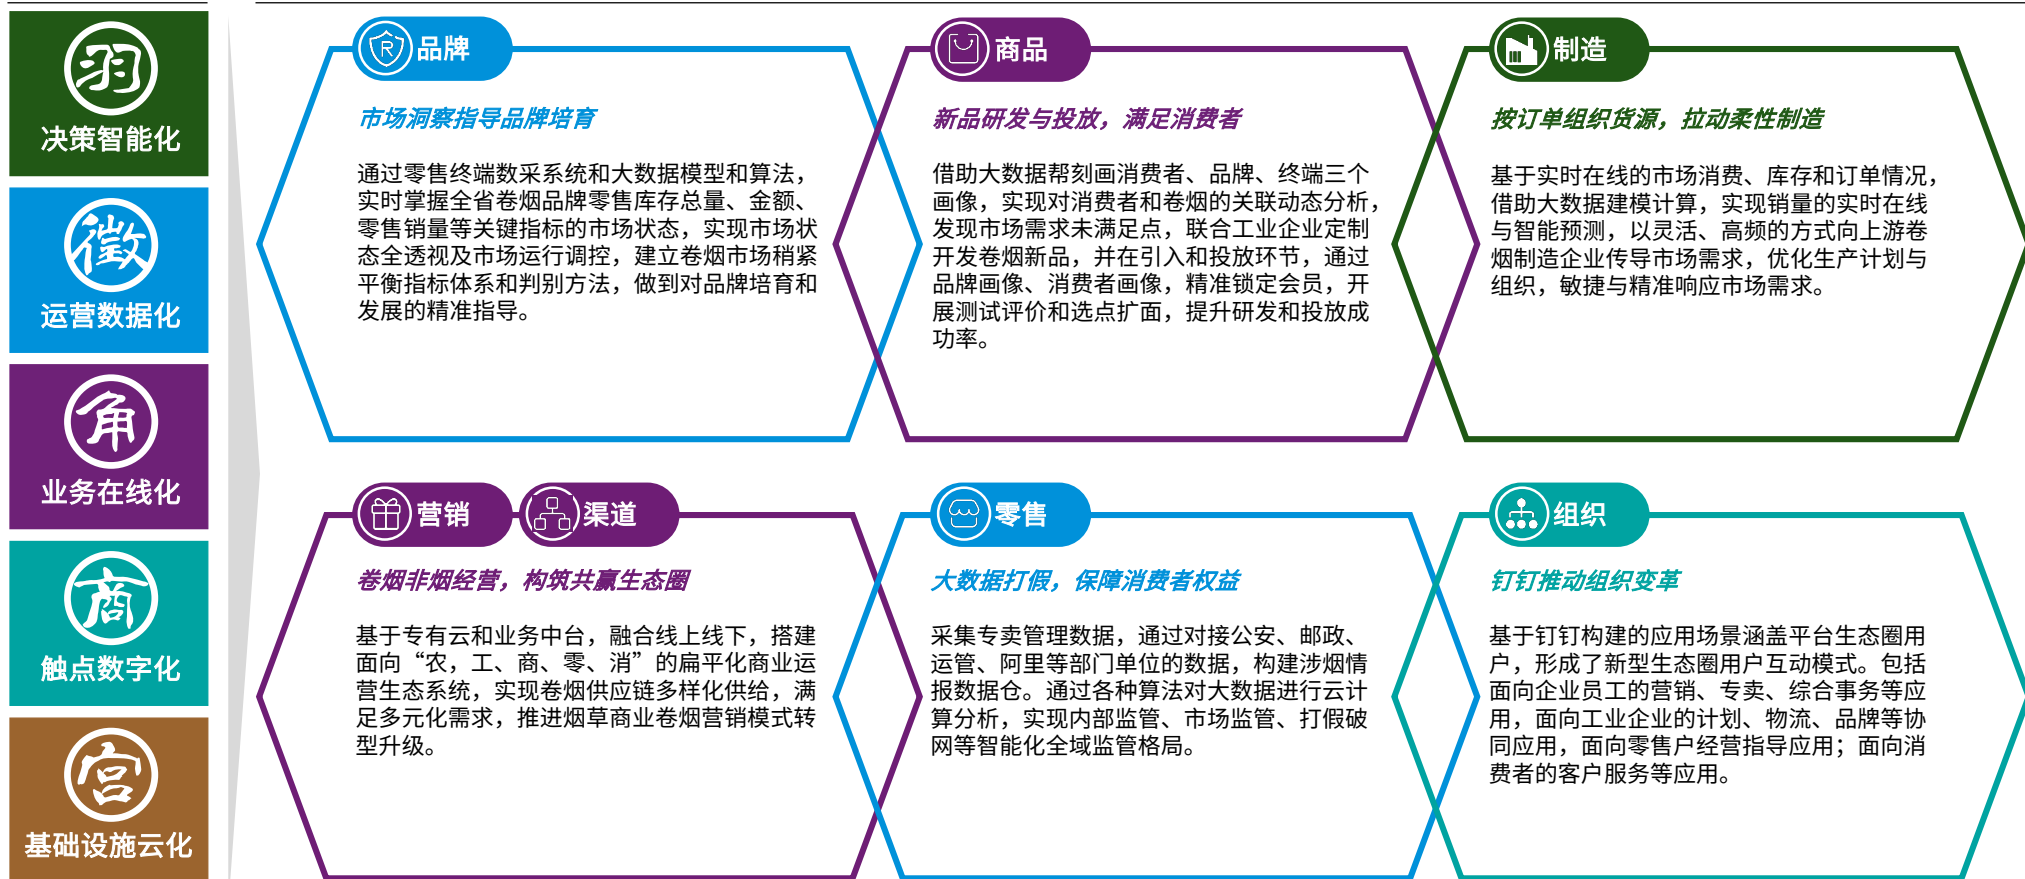 羽
决策智能化
徵
运营数据化
角
业务在线化
商
触点数字化
宫
基础设施云化
R
品牌
市场洞察指导品牌培育
通过零售终端数采系统和大数据模型和算法，
实时掌握全省卷烟品牌零售库存总量、金额、
零售销量等关键指标的市场状态，实现市场状
态全透视及市场运行调控，建立卷烟市场稍紧
平衡指标体系和判别方法，做到对品牌培育和
发展的精准指导。
商品
新品研发与投放，满足消费者
借助大数据帮刻画消费者、品牌、终端三个
画像，实现对消费者和卷烟的关联动态分析，
发现市场需求未满足点，联合工业企业定制
开发卷烟新品，并在引入和投放环节，通过
品牌画像、消费者画像，精准锁定会员，开
展测试评价和选点扩面，提升研发和投放成
功率。
制造
按订单组织货源，拉动柔性制造
基于实时在线的市场消费、库存和订单情况，
借助大数据建模计算，实现销量的实时在线
与智能预测，以灵活、高频的方式向上游卷
烟制造企业传导市场需求，优化生产计划与
组织，敏捷与精准响应市场需求。
营销
渠道
卷烟非烟经营，构筑共赢生态圈
基于专有云和业务中台，融合线上线下，搭建
面向“农，工、商、零、消”的扁平化商业运
营生态系统，实现卷烟供应链多样化供给，满
足多元化需求，推进烟草商业卷烟营销模式转
型升级。
零售
大数据打假，保障消费者权益
采集专卖管理数据，通过对接公安、邮政、
运管、阿里等部门单位的数据，构建涉烟情
报数据仓。通过各种算法对大数据进行云计
算分析，实现内部监管、市场监管、打假破
网等智能化全域监管格局。
组织
钉钉推动组织变革
基于钉钉构建的应用场景涵盖平台生态圈用
户，形成了新型生态圈用户互动模式。包括
面向企业员工的营销、专卖、综合事务等应
用，面向工业企业的计划、物流、品牌等协
同应用，面向零售户经营指导应用；面向消
费者的客户服务等应用。